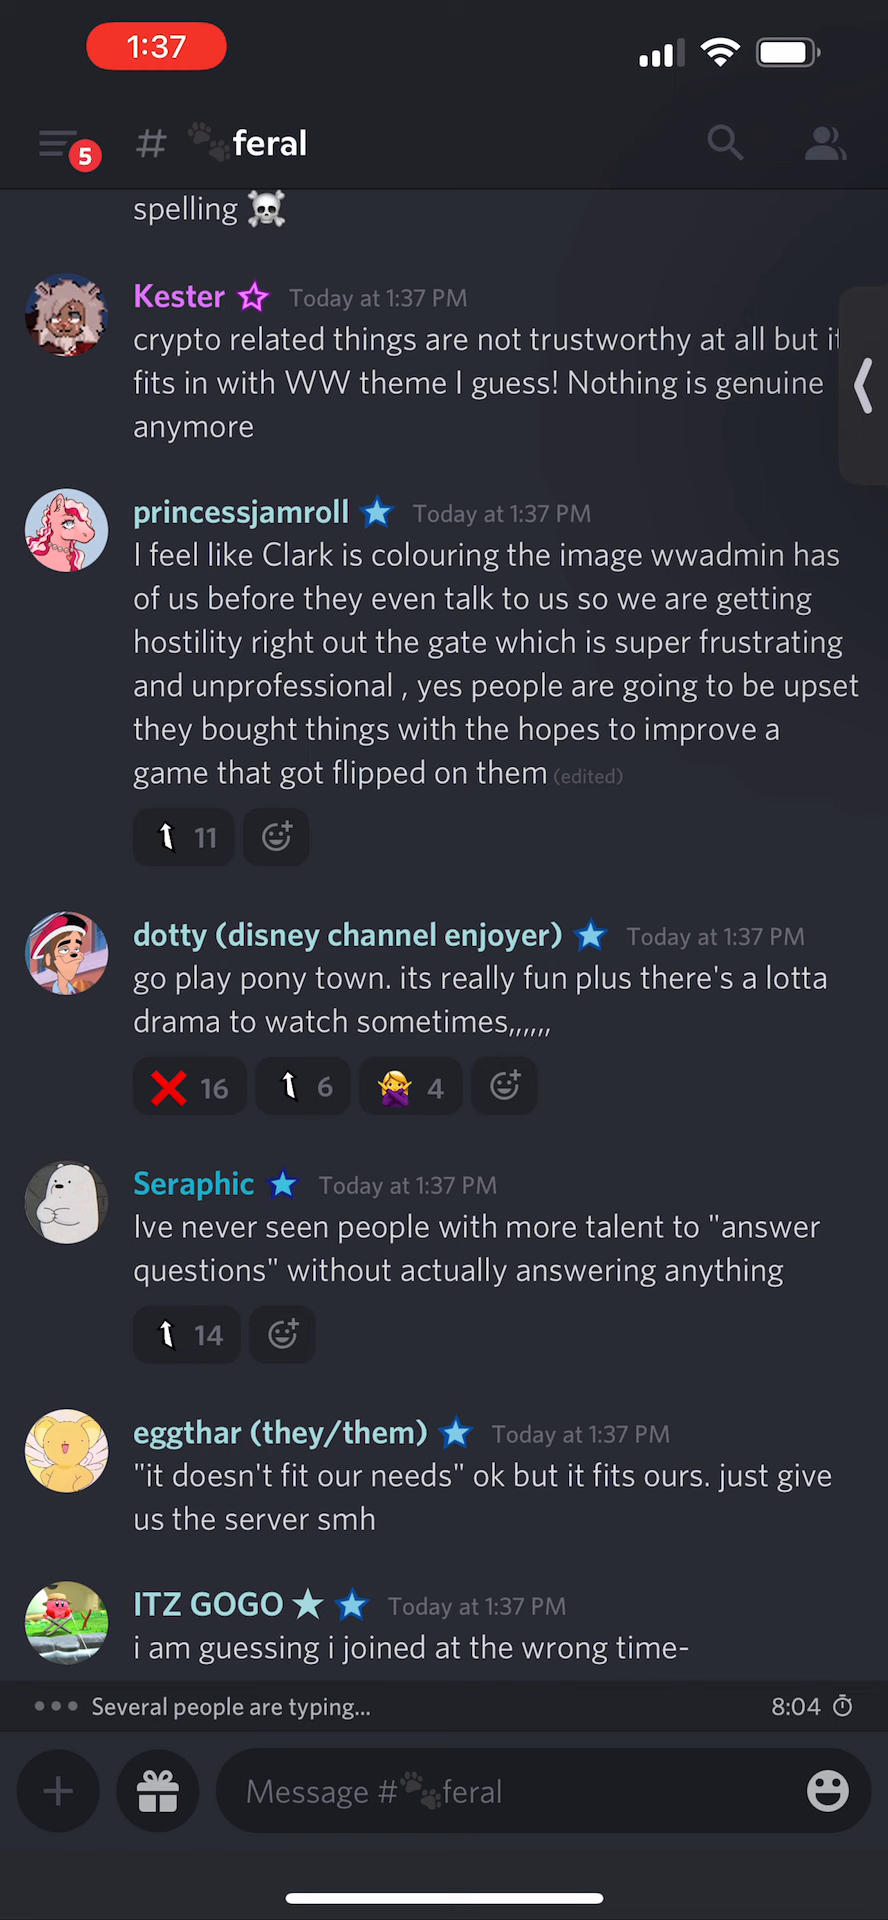 1:37
5
# feral
spelling
Kester Today at 1:37 PM
crypto related things are not trustworthy at all but it
fits in with WW theme I guess! Nothing is genuine
anymore
princessjamroll Today at 1:37 PM
I feel like Clark is colouring the image wwadmin has
of us before they even talk to us so we are getting
hostility right out the gate which is super frustrating
and unprofessional , yes people are going to be upset
they bought things with the hopes to improve a
game that got flipped on them (edited)
11
dotty (disney channel enjoyer) Today at 1:37 PM
go play pony town. its really fun plus there's a lotta
drama to watch sometimes,,,,,,
16 6 4
Seraphic Today at 1:37 PM
Ive never seen people with more talent to "answer
questions" without actually answering anything
14
eggthar (they/them) Today at 1:37 PM
"it doesn't fit our needs" ok but it fits ours. just give
us the server smh
ITZ GOGO ★ Today at 1:37 PM
i am guessing i joined at the wrong time-
Several people are typing... 8:04
Message # feral